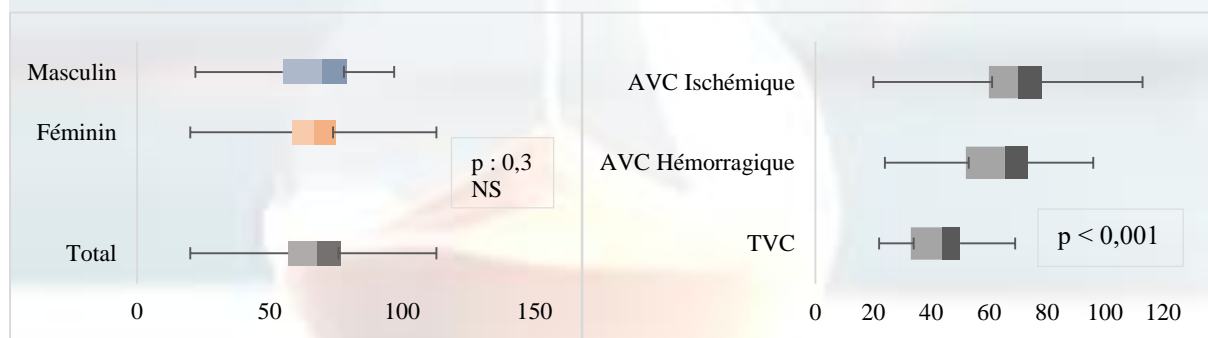 Masculin
Féminin
Total
p : 0,3
NS
0 50 100 150
AVC Ischémique
AVC Hémorragique
TVC
p < 0,001
0 20 40 60 80 100 120